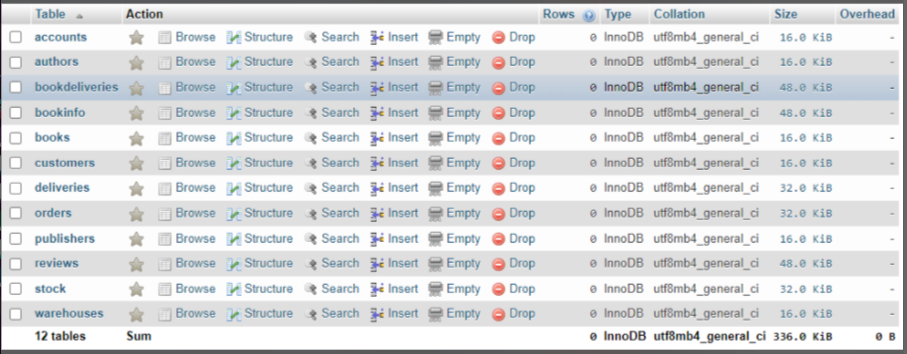 Table Action Rows Type Collation Size Overhead
accounts Browse Structure Search Insert Empty Drop 0 InnoDB utf8mb4_general_ci 16.0 KiB -
authors Browse Structure Search Insert Empty Drop 0 InnoDB utf8mb4_general_ci 16.0 KiB -
bookdeliveries Browse Structure Search Insert Empty Drop 0 InnoDB utf8mb4_general_ci 48.0 KiB -
bookinfo Browse Structure Search Insert Empty Drop 0 InnoDB utf8mb4_general_ci 48.0 KiB -
books Browse Structure Search Insert Empty Drop 0 InnoDB utf8mb4_general_ci 16.0 KiB -
customers Browse Structure Search Insert Empty Drop 0 InnoDB utf8mb4_general_ci 16.0 KiB -
deliveries Browse Structure Search Insert Empty Drop 0 InnoDB utf8mb4_general_ci 32.0 KiB -
orders Browse Structure Search Insert Empty Drop 0 InnoDB utf8mb4_general_ci 32.0 KiB -
publishers Browse Structure Search Insert Empty Drop 0 InnoDB utf8mb4_general_ci 16.0 KiB -
reviews Browse Structure Search Insert Empty Drop 0 InnoDB utf8mb4_general_ci 48.0 KiB -
stock Browse Structure Search Insert Empty Drop 0 InnoDB utf8mb4_general_ci 32.0 KiB -
warehouses Browse Structure Search Insert Empty Drop 0 InnoDB utf8mb4_general_ci 16.0 KiB -
12 tables Sum 0 InnoDB utf8mb4_general_ci 336.0 KiB 0 B